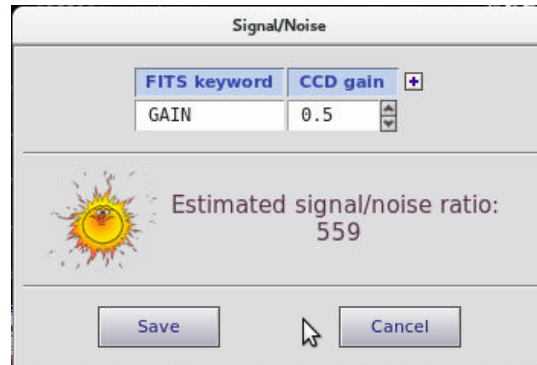 Signal/Noise
FITS keyword CCD gain
GAIN 0.5
Estimated signal/noise ratio:
559
Save Cancel